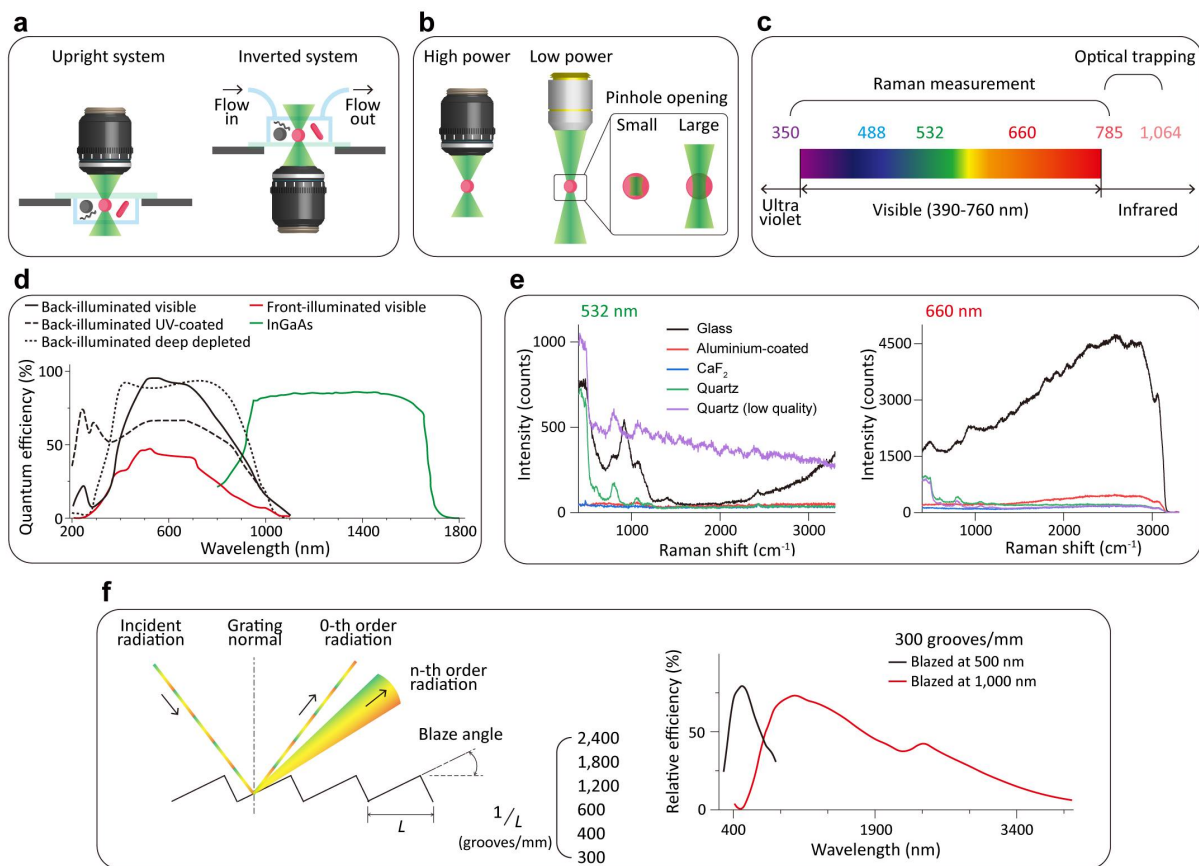 a
Upright system
Inverted system
Flow
in
Flow
out
b
High power
Low power
Pinhole opening
Small
Large
c
Optical trapping
Raman measurement
350
488
532
660
785
1,064
Ultra
violet
Visible (390-760 nm)
Infrared
d
Back-illuminated visible
Back-illuminated UV-coated
Back-illuminated deep depleted
Front-illuminated visible
InGaAs
Quantum efficiency (%)
100
50
0
200
600
1000
1400
1800
Wavelength (nm)
e
532 nm
Intensity (counts)
1000
500
0
1000
2000
3000
Raman shift (cm⁻¹)
Glass
Aluminium-coated
CaF₂
Quartz
Quartz (low quality)
660 nm
Intensity (counts)
4500
3000
1500
0
1000
2000
3000
Raman shift (cm⁻¹)
f
Incident
radiation
Grating
normal
0-th order
radiation
n-th order
radiation
Blaze angle
L
1/L
(grooves/mm)
2,400
1,800
1,200
600
400
300
300 grooves/mm
Blazed at 500 nm
Blazed at 1,000 nm
Relative efficiency (%)
50
0
400
1900
3400
Wavelength (nm)